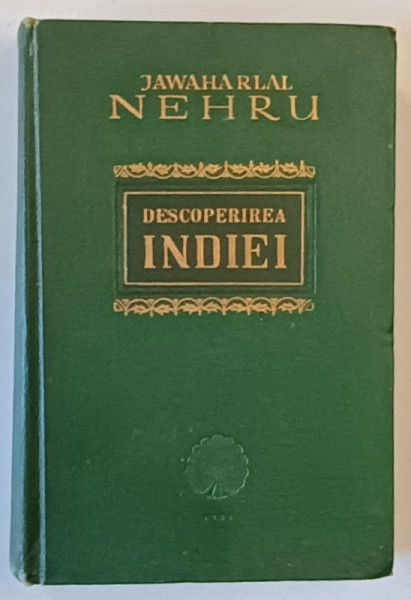 JAWAHARLAL
NEHRU
DESCOPERIREA
INDIEI